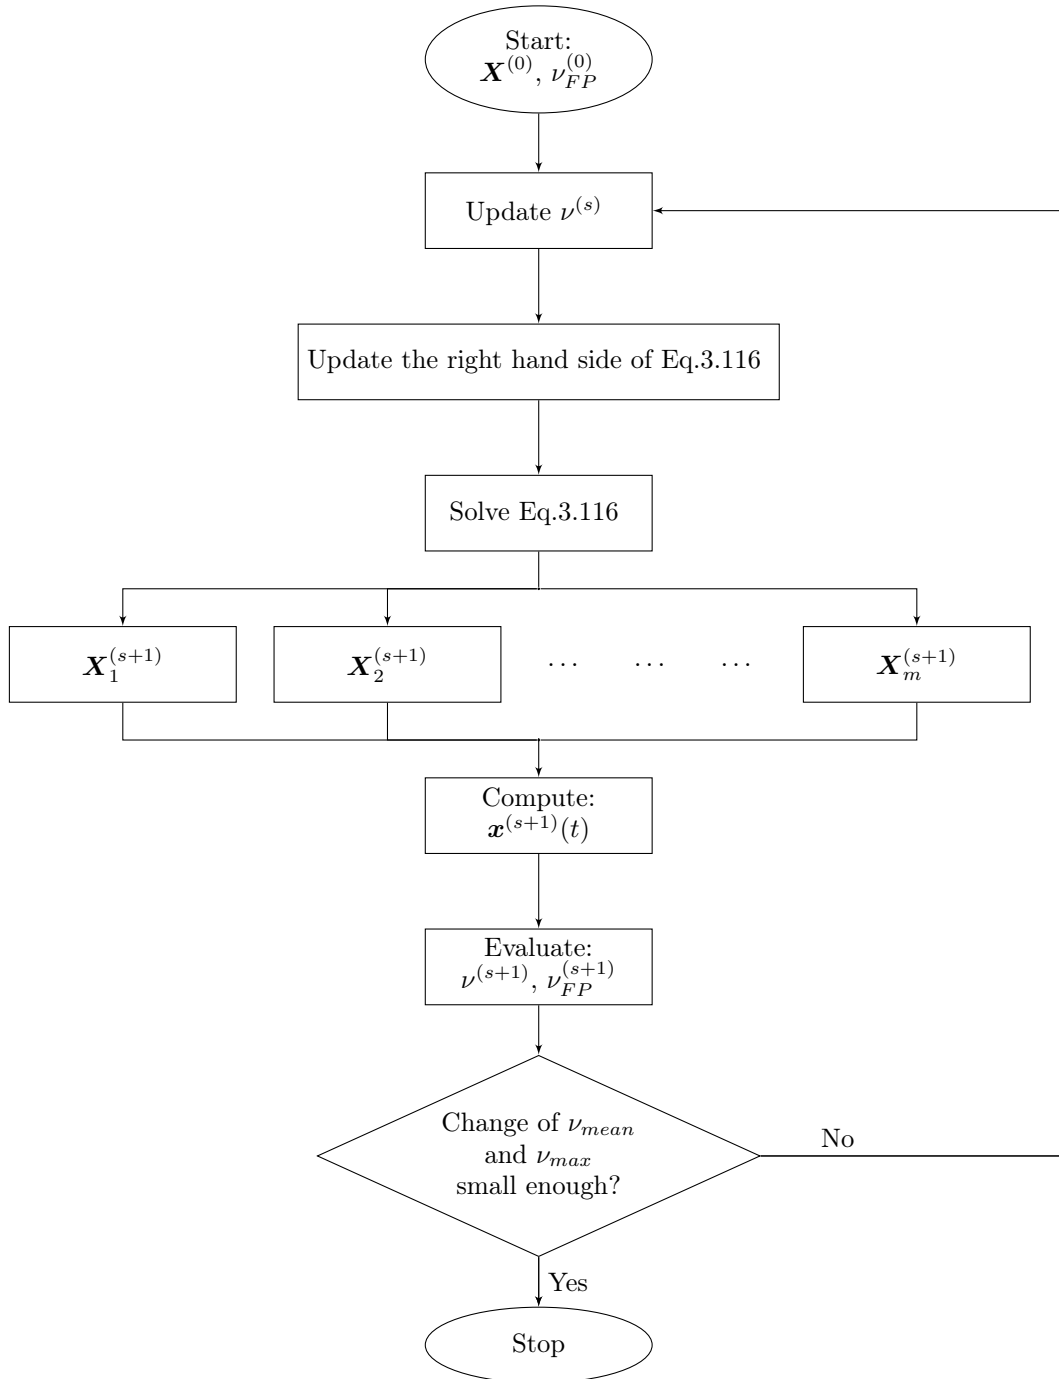 Start:
𝑿^(0), ν_FP^(0)
Update ν^(s)
Update the right hand side of Eq.3.116
Solve Eq.3.116
𝑿_1^(s+1) 𝑿_2^(s+1) ... ... ... 𝑿_m^(s+1)
Compute:
𝒙^(s+1)(t)
Evaluate:
ν^(s+1), ν_FP^(s+1)
Change of ν_mean
and ν_max
small enough?
No
Yes
Stop